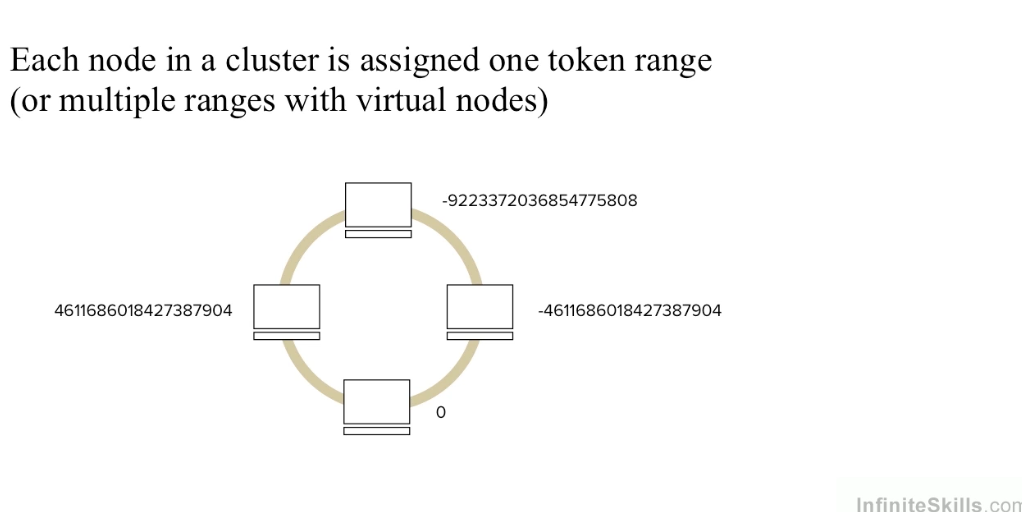 Each node in a cluster is assigned one token range
(or multiple ranges with virtual nodes)
-9223372036854775808
4611686018427387904
-4611686018427387904
0
InfiniteSkills.com